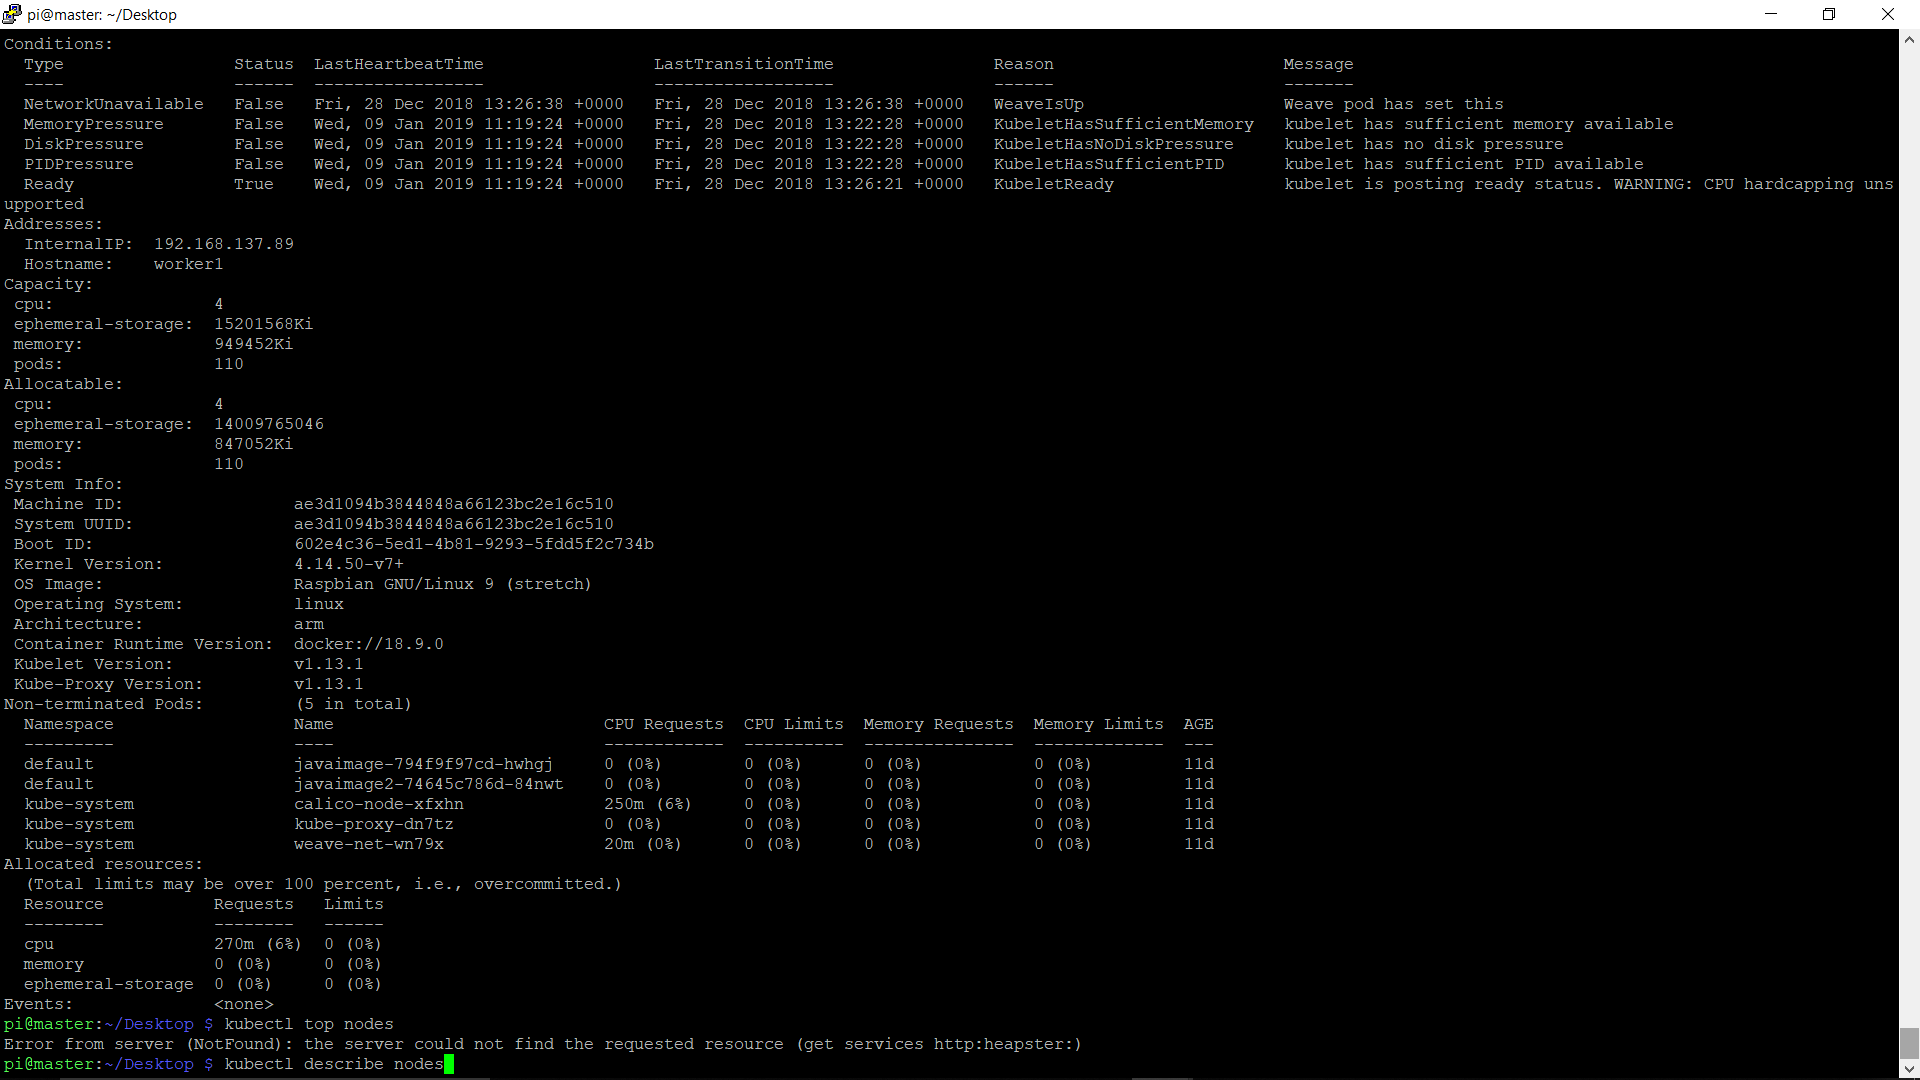 pi@master: ~/Desktop
Conditions:
  Type                 Status  LastHeartbeatTime                 LastTransitionTime                Reason                       Message
  ----                 ------  -----------------                 ------------------                ------                       -------
  NetworkUnavailable   False   Fri, 28 Dec 2018 13:26:38 +0000   Fri, 28 Dec 2018 13:26:38 +0000   WeaveIsUp                    Weave pod has set this
  MemoryPressure       False   Wed, 09 Jan 2019 11:19:24 +0000   Fri, 28 Dec 2018 13:22:28 +0000   KubeletHasSufficientMemory   kubelet has sufficient memory available
  DiskPressure         False   Wed, 09 Jan 2019 11:19:24 +0000   Fri, 28 Dec 2018 13:22:28 +0000   KubeletHasNoDiskPressure     kubelet has no disk pressure
  PIDPressure          False   Wed, 09 Jan 2019 11:19:24 +0000   Fri, 28 Dec 2018 13:22:28 +0000   KubeletHasSufficientPID      kubelet has sufficient PID available
  Ready                True    Wed, 09 Jan 2019 11:19:24 +0000   Fri, 28 Dec 2018 13:26:21 +0000   KubeletReady                 kubelet is posting ready status. WARNING: CPU hardcapping uns
upported
Addresses:
  InternalIP:  192.168.137.89
  Hostname:    worker1
Capacity:
 cpu:                4
 ephemeral-storage:  15201568Ki
 memory:             949452Ki
 pods:               110
Allocatable:
 cpu:                4
 ephemeral-storage:  14009765046
 memory:             847052Ki
 pods:               110
System Info:
 Machine ID:                 ae3d1094b3844848a66123bc2e16c510
 System UUID:                ae3d1094b3844848a66123bc2e16c510
 Boot ID:                    602e4c36-5ed1-4b81-9293-5fdd5f2c734b
 Kernel Version:             4.14.50-v7+
 OS Image:                   Raspbian GNU/Linux 9 (stretch)
 Operating System:           linux
 Architecture:               arm
 Container Runtime Version:  docker://18.9.0
 Kubelet Version:            v1.13.1
 Kube-Proxy Version:         v1.13.1
Non-terminated Pods:         (5 in total)
  Namespace                  Name                           CPU Requests  CPU Limits  Memory Requests  Memory Limits  AGE
  ---------                  ----                           ------------  ----------  ---------------  -------------  ---
  default                    javaimage-794f9f97cd-hwhgj     0 (0%)        0 (0%)      0 (0%)           0 (0%)         11d
  default                    javaimage2-74645c786d-84nwt    0 (0%)        0 (0%)      0 (0%)           0 (0%)         11d
  kube-system                calico-node-xfxhn              250m (6%)     0 (0%)      0 (0%)           0 (0%)         11d
  kube-system                kube-proxy-dn7tz               0 (0%)        0 (0%)      0 (0%)           0 (0%)         11d
  kube-system                weave-net-wn79x                20m (0%)      0 (0%)      0 (0%)           0 (0%)         11d
Allocated resources:
  (Total limits may be over 100 percent, i.e., overcommitted.)
  Resource           Requests   Limits
  --------           --------   ------
  cpu                270m (6%)  0 (0%)
  memory             0 (0%)     0 (0%)
  ephemeral-storage  0 (0%)     0 (0%)
Events:              <none>
pi@master:~/Desktop $ kubectl top nodes
Error from server (NotFound): the server could not find the requested resource (get services http:heapster:)
pi@master:~/Desktop $ kubectl describe nodes